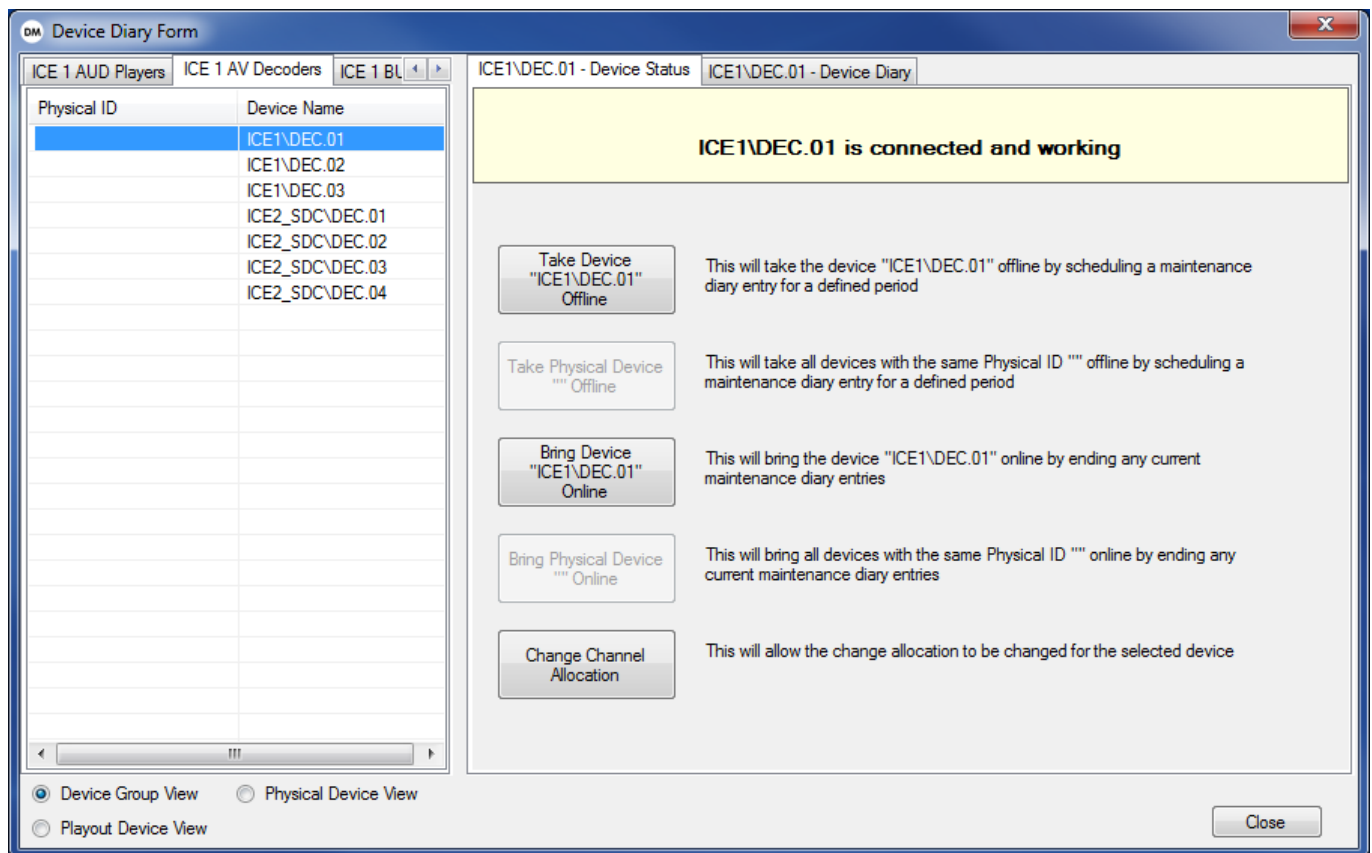 DM Device Diary Form
X
ICE 1 AUD Players ICE 1 AV Decoders ICE 1 BU
Physical ID Device Name
ICE1\DEC.01
ICE1\DEC.02
ICE1\DEC.03
ICE2_SDC\DEC.01
ICE2_SDC\DEC.02
ICE2_SDC\DEC.03
ICE2_SDC\DEC.04
Device Group View Physical Device View
Playout Device View
ICE1\DEC.01 - Device Status ICE1\DEC.01 - Device Diary
ICE1\DEC.01 is connected and working
Take Device
"ICE1\DEC.01"
Offline
This will take the device "ICE1\DEC.01" offline by scheduling a maintenance
diary entry for a defined period
Take Physical Device
"" Offline
This will take all devices with the same Physical ID "" offline by scheduling a
maintenance diary entry for a defined period
Bring Device
"ICE1\DEC.01"
Online
This will bring the device "ICE1\DEC.01" online by ending any current
maintenance diary entries
Bring Physical Device
"" Online
This will bring all devices with the same Physical ID "" online by ending any
current maintenance diary entries
Change Channel
Allocation
This will allow the change allocation to be changed for the selected device
Close